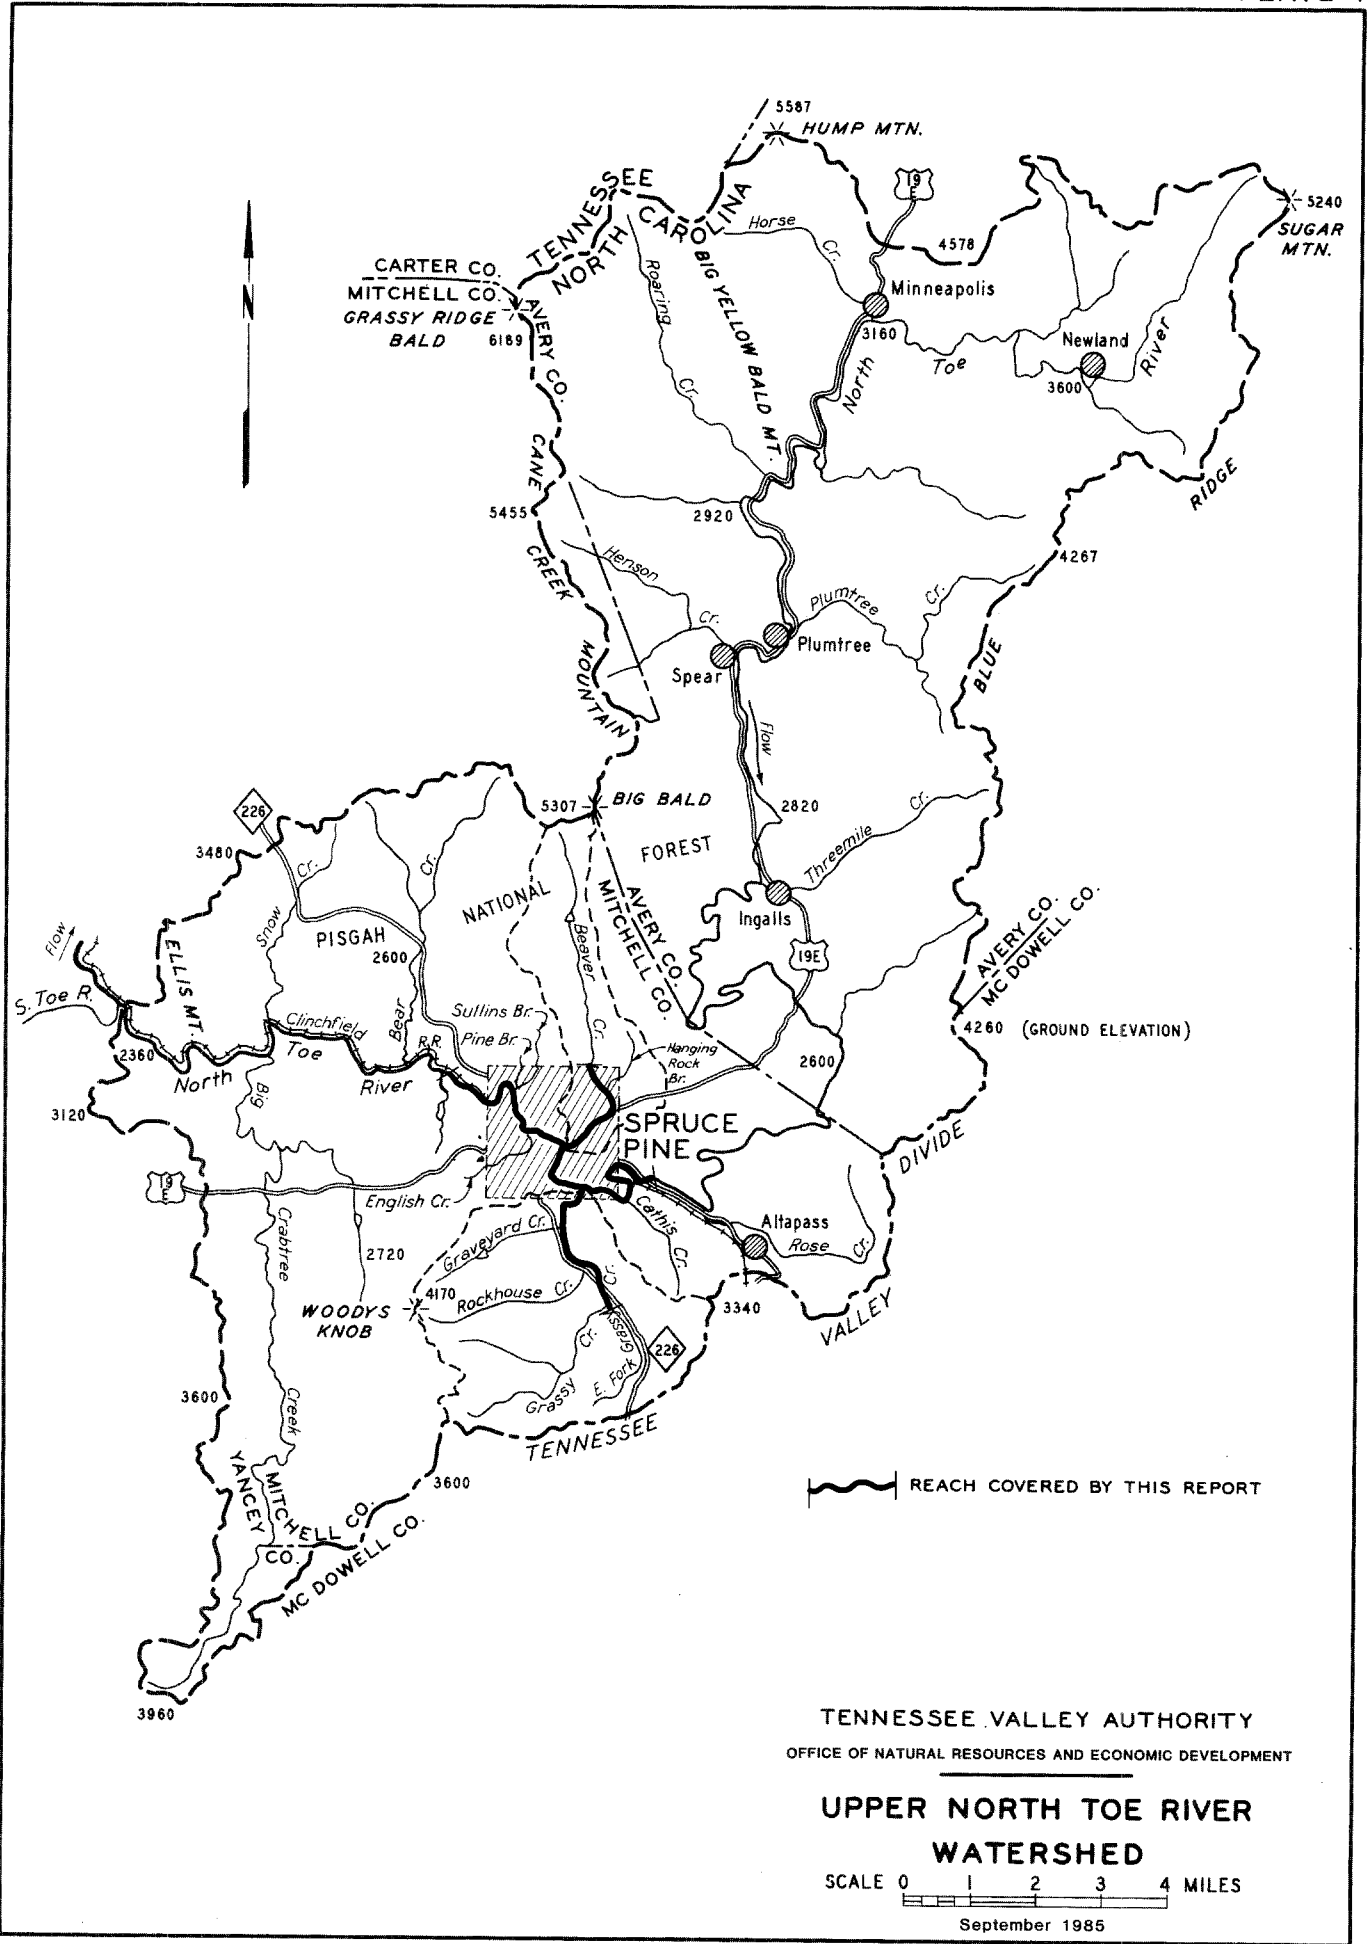 5587
HUMP MTN.
19
E
TENNESSEE
NORTH CAROLINA
5240
SUGAR
MTN.
Horse
Cr.
4578
N
CARTER CO.
MITCHELL CO.
GRASSY RIDGE
BALD
6189
AVERY CO.
Roaring
Cr.
BIG YELLOW BALD MT.
Minneapolis
3160
North
Toe
River
Newland
3600
CANE
CREEK
MOUNTAIN
5455
2920
RIDGE
4267
Henson
Cr.
Plumtree
Cr.
Plumtree
Spear
BLUE
Flow
5307
BIG BALD
2820
226
3480
Cr.
Cr.
FOREST
NATIONAL
Threemile
Cr.
Ingalls
AVERY CO.
MITCHELL CO.
Snow
PISGAH
2600
Beaver
Cr.
19E
AVERY CO.
MC DOWELL CO.
Flow
S. Toe R.
ELLIS MT.
Sullins Br.
Pine Br.
Bear
4260 (GROUND ELEVATION)
Clinchfield
R.R.
2360
North
Toe
River
Hanging
Rock
Br.
2600
3120
Big
SPRUCE
PINE
DIVIDE
19
E
English Cr.
Crabtree
Creek
2720
Graveyard Cr.
Cathis
Cr.
Altapass
Rose
Cr.
4170
WOODYS
KNOB
Rockhouse Cr.
Cr.
Grassy
3340
VALLEY
226
E. Fork
Grassy
Cr.
3600
TENNESSEE
3600
YANCEY
CO.
MITCHELL CO.
MC DOWELL CO.
REACH COVERED BY THIS REPORT
3960
TENNESSEE VALLEY AUTHORITY
OFFICE OF NATURAL RESOURCES AND ECONOMIC DEVELOPMENT
UPPER NORTH TOE RIVER
WATERSHED
SCALE 0 1 2 3 4 MILES
September 1985